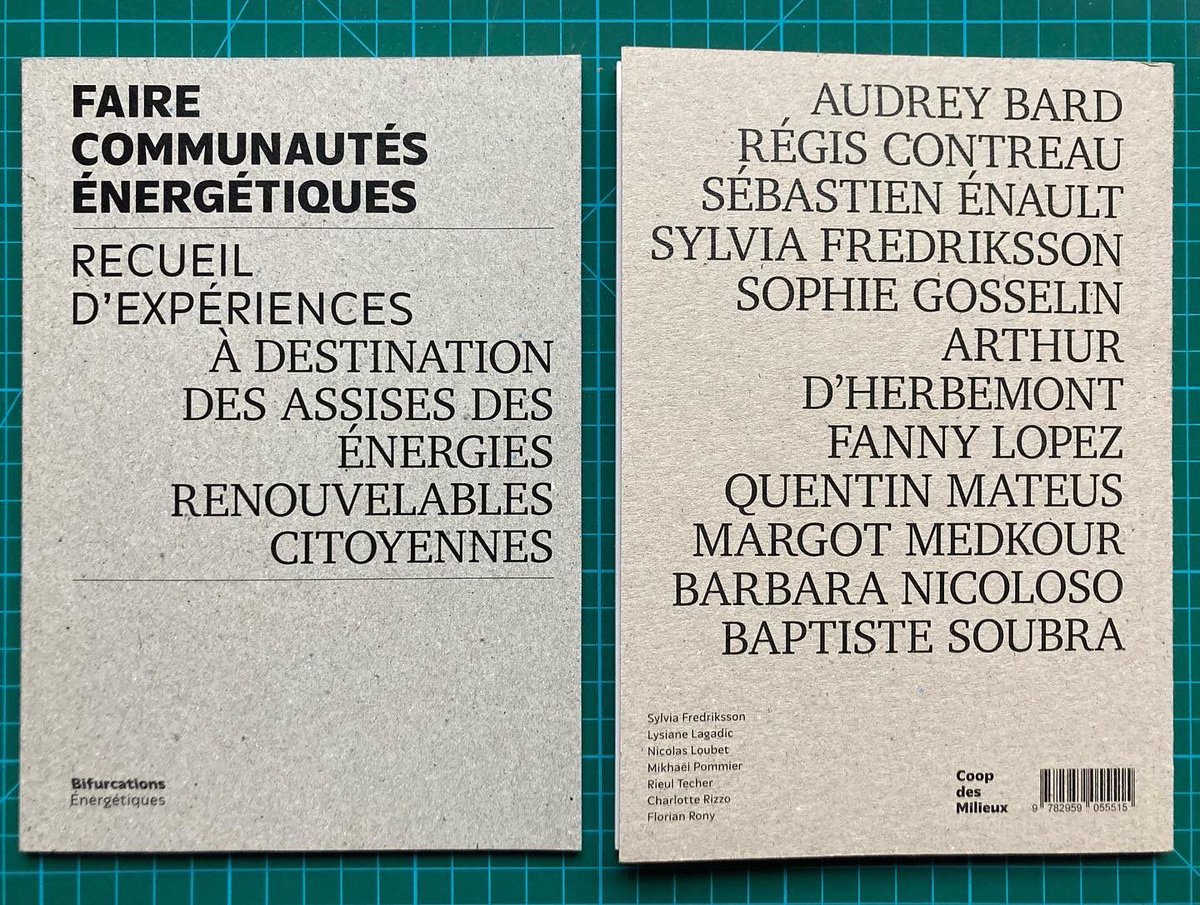 FAIRE
COMMUNAUTÉS
ÉNERGÉTIQUES
RECUEIL
D’EXPÉRIENCES
À DESTINATION
DES ASSISES DES
ÉNERGIES
RENOUVELABLES
CITOYENNES
Bifurcations
Énergétiques
AUDREY BARD
RÉGIS CONTREAU
SÉBASTIEN ÉNAULT
SYLVIA FREDRIKSSON
SOPHIE GOSSELIN
ARTHUR
D’HERBEMONT
FANNY LOPEZ
QUENTIN MATEUS
MARGOT MEDKOUR
BARBARA NICOLOSO
BAPTISTE SOUBRA
Sylvia Fredriksson
Lysiane Lagadic
Nicolas Loubet
Mikhaël Pommier
Rieul Techer
Charlotte Rizzo
Florian Rony
Coop
des
Milieux
9 782959 055515